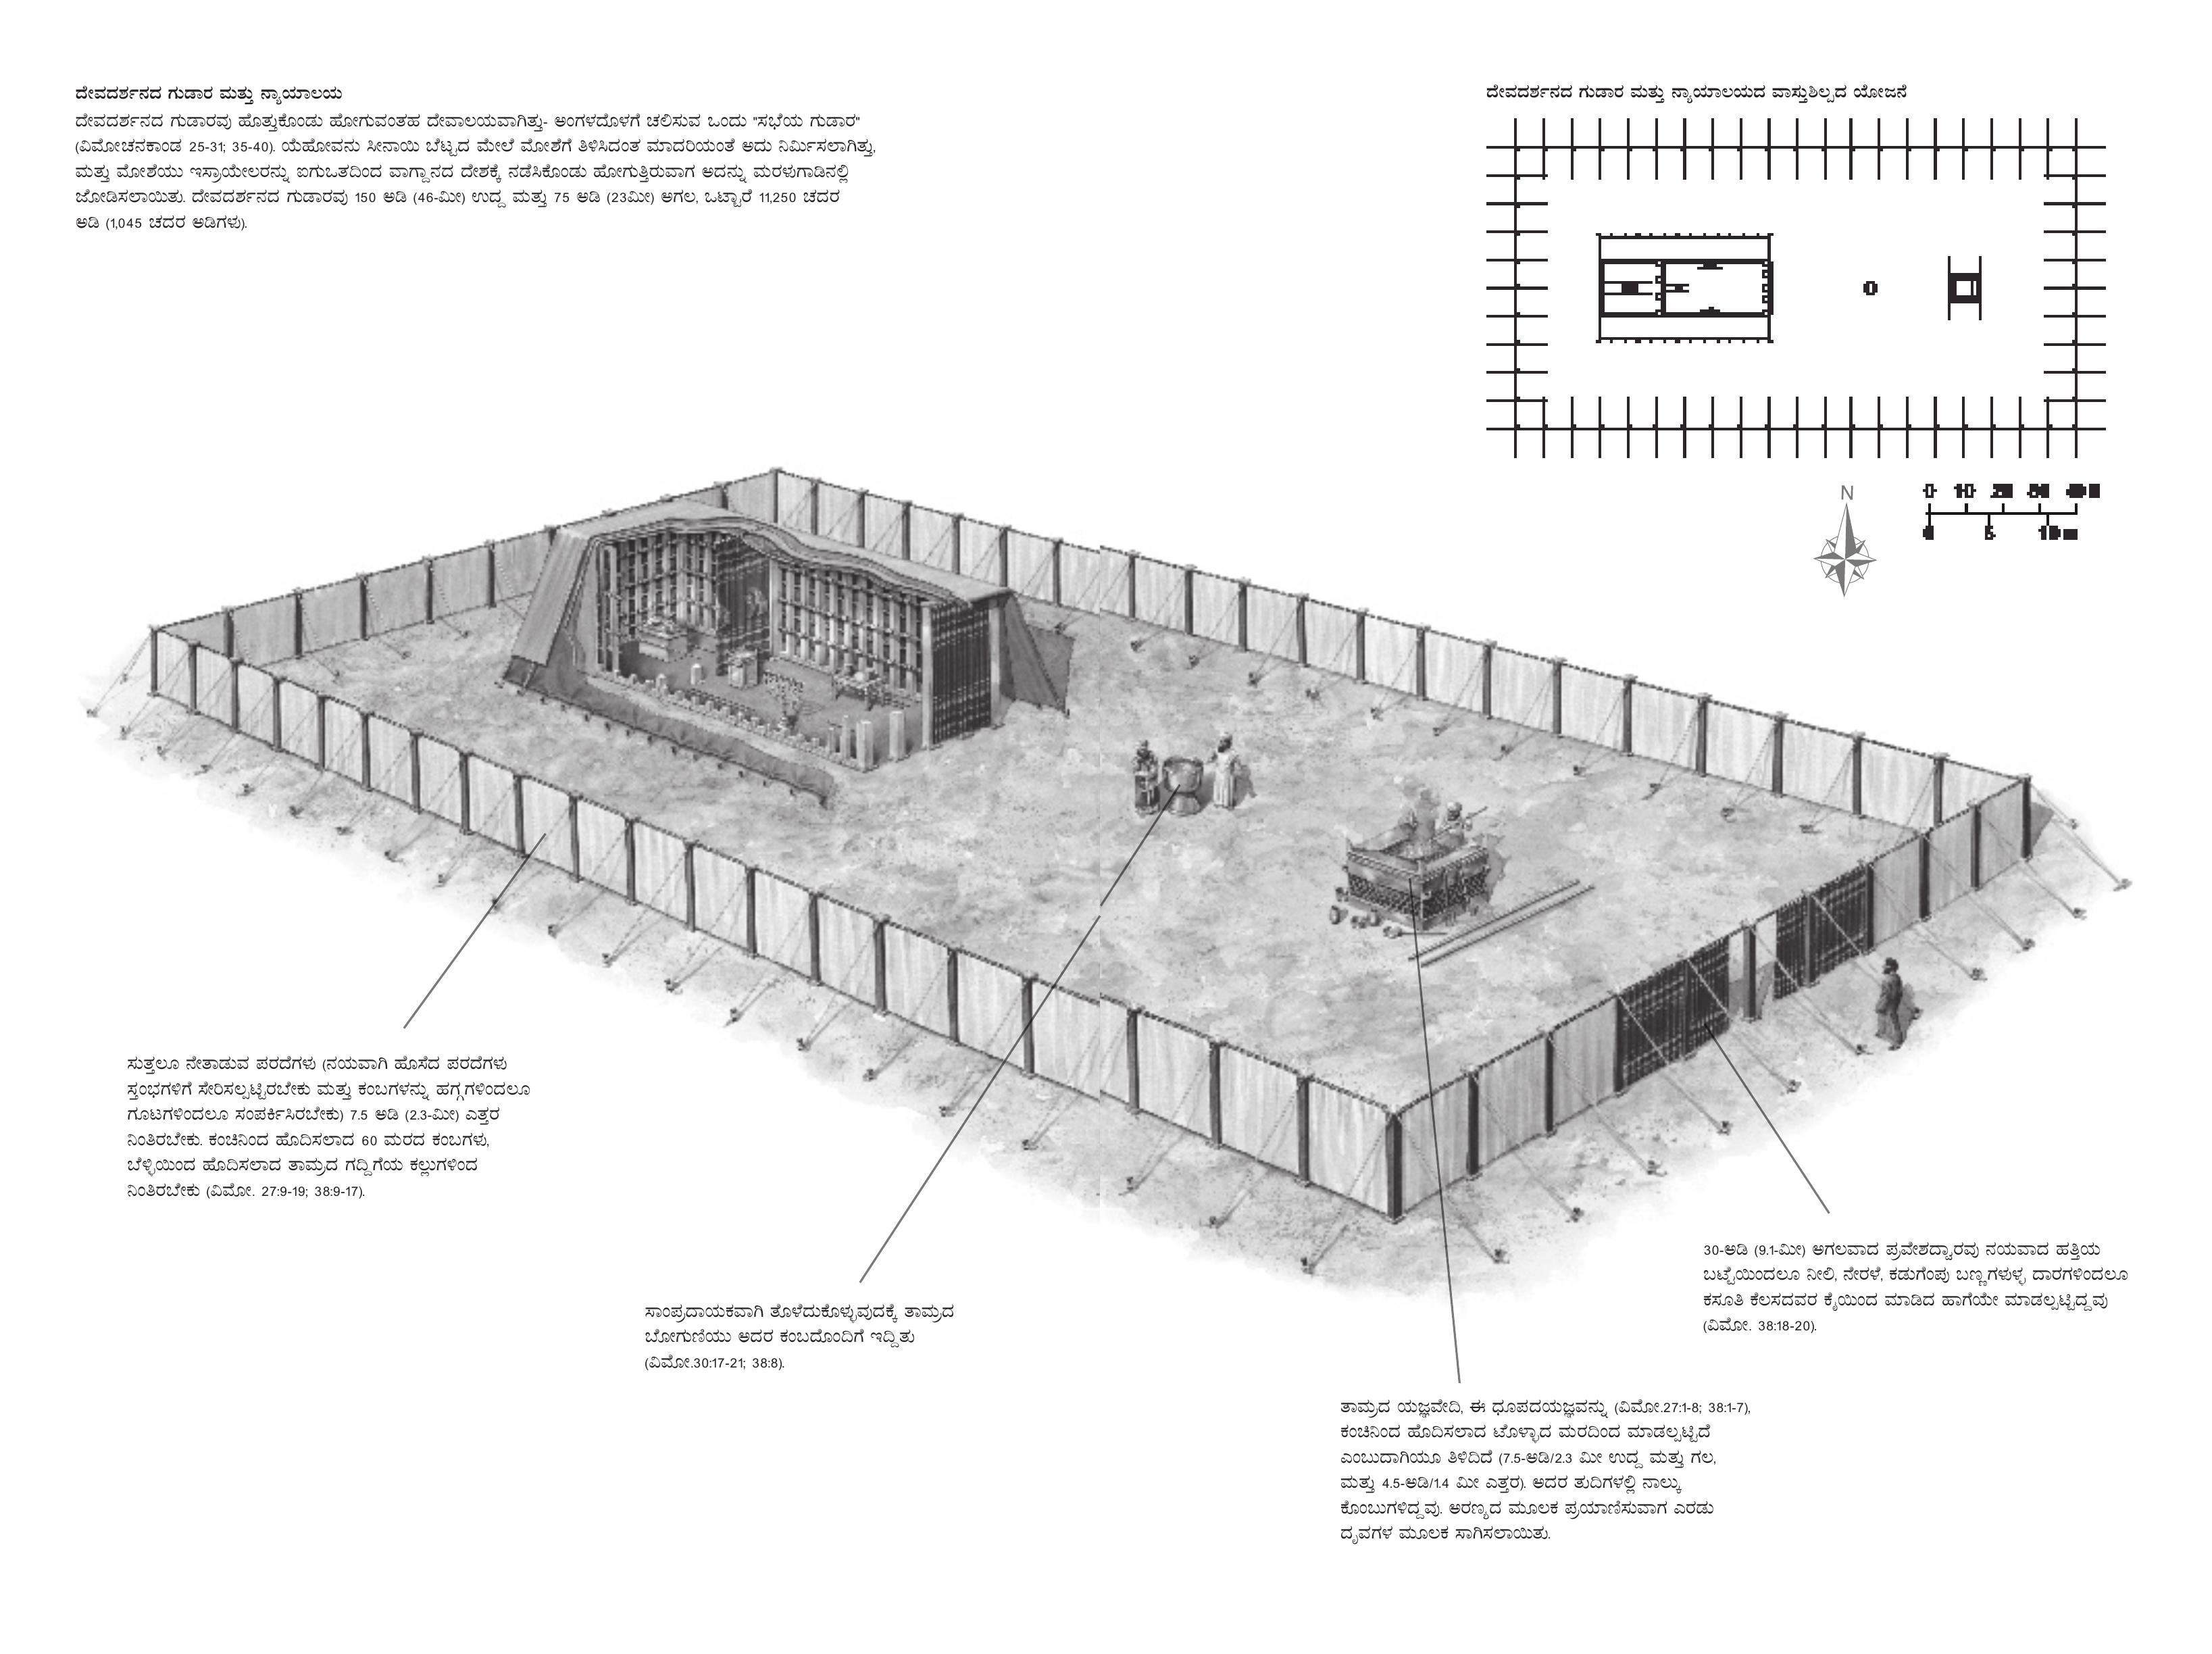 ದೇವದರ್ಶನದ ಗುಡಾರ ಮತ್ತು ನ್ಯಾಯಾಲಯ
ದೇವದರ್ಶನದ ಗುಡಾರವು ಹೊತ್ತುಕೊಂಡು ಹೋಗುವಂತಹ ದೇವಾಲಯವಾಗಿತ್ತು- ಅಂಗಳದೊಳಗೆ ಚಲಿಸುವ ಒಂದು "ಸಭೆಯ ಗುಡಾರ"
(ವಿಮೋಚನಕಾಂಡ 25-31; 35-40). ಯೆಹೋವನು ಸೀನಾಯಿ ಬೆಟ್ಟದ ಮೇಲೆ ಮೋಶೆಗೆ ತಿಳಿಸಿದಂತ ಮಾದರಿಯಂತೆ ಅದು ನಿರ್ಮಿಸಲಾಗಿತ್ತು,
ಮತ್ತು ಮೋಶೆಯು ಇಸ್ರಾಯೇಲರನ್ನು ಐಗುಒತದಿಂದ ವಾಗ್ದಾನದ ದೇಶಕ್ಕೆ ನಡೆಸಿಕೊಂಡು ಹೋಗುತ್ತಿರುವಾಗ ಅದನ್ನು ಮರಳುಗಾಡಿನಲ್ಲಿ
ಜೋಡಿಸಲಾಯಿತು. ದೇವದರ್ಶನದ ಗುಡಾರವು 150 ಅಡಿ (46-ಮೀ) ಉದ್ದ ಮತ್ತು 75 ಅಡಿ (23ಮೀ) ಅಗಲ, ಒಟ್ಟಾರೆ 11,250 ಚದರ
ಅಡಿ (1,045 ಚದರ ಅಡಿಗಳು).
ದೇವದರ್ಶನದ ಗುಡಾರ ಮತ್ತು ನ್ಯಾಯಾಲಯದ ವಾಸ್ತುಶಿಲ್ಪದ ಯೋಜನೆ
N
0 10
5
ಸುತ್ತಲೂ ನೇತಾಡುವ ಪರದೆಗಳು (ನಯವಾಗಿ ಹೊಸೆದ ಪರದೆಗಳು
ಸ್ತಂಭಗಳಿಗೆ ಸೇರಿಸಲ್ಪಟ್ಟಿರಬೇಕು ಮತ್ತು ಕಂಬಗಳನ್ನು ಹಗ್ಗಗಳಿಂದಲೂ
ಗೂಟಗಳಿಂದಲೂ ಸಂಪರ್ಕಿಸಿರಬೇಕು) 7.5 ಅಡಿ (2.3-ಮೀ) ಎತ್ತರ
ನಿಂತಿರಬೇಕು. ಕಂಚಿನಿಂದ ಹೊದಿಸಲಾದ 60 ಮರದ ಕಂಬಗಳು,
ಬೆಳ್ಳಿಯಿಂದ ಹೊದಿಸಲಾದ ತಾಮ್ರದ ಗದ್ದಿಗೆಯ ಕಲ್ಲುಗಳಿಂದ
ನಿಂತಿರಬೇಕು (ವಿಮೋ. 27:9-19; 38:9-17).
ಸಾಂಪ್ರದಾಯಕವಾಗಿ ತೊಳೆದುಕೊಳ್ಳುವುದಕ್ಕೆ ತಾಮ್ರದ
ಬೋಗುಣಿಯು ಅದರ ಕಂಬದೊಂದಿಗೆ ಇದ್ದಿತು
(ವಿಮೋ.30:17-21; 38:8).
30-ಅಡಿ (9.1-ಮೀ) ಅಗಲವಾದ ಪ್ರವೇಶದ್ವಾರವು ನಯವಾದ ಹತ್ತಿಯ
ಬಟ್ಟೆಯಿಂದಲೂ ನೀಲಿ, ನೇರಳೆ, ಕಡುಗೆಂಪು ಬಣ್ಣಗಳುಳ್ಳ ದಾರಗಳಿಂದಲೂ
ಕಸೂತಿ ಕೆಲಸದವರ ಕೈಯಿಂದ ಮಾಡಿದ ಹಾಗೆಯೇ ಮಾಡಲ್ಪಟ್ಟಿದ್ದವು
(ವಿಮೋ. 38:18-20).
ತಾಮ್ರದ ಯಜ್ಞವೇದಿ, ಈ ಧೂಪದಯಜ್ಞವನ್ನು (ವಿಮೋ.27:1-8; 38:1-7),
ಕಂಚಿನಿಂದ ಹೊದಿಸಲಾದ ಟೊಳ್ಳಾದ ಮರದಿಂದ ಮಾಡಲ್ಪಟ್ಟಿದೆ
ಎಂಬುದಾಗಿಯೂ ತಿಳಿದಿದೆ (7.5-ಅಡಿ/2.3 ಮೀ ಉದ್ದ ಮತ್ತು ಗಲ,
ಮತ್ತು 4.5-ಅಡಿ/1.4 ಮೀ ಎತ್ತರ). ಅದರ ತುದಿಗಳಲ್ಲಿ ನಾಲ್ಕು
ಕೊಂಬುಗಳಿದ್ದವು. ಅರಣ್ಯದ ಮೂಲಕ ಪ್ರಯಾಣಿಸುವಾಗ ಎರಡು
ದೃವಗಳ ಮೂಲಕ ಸಾಗಿಸಲಾಯಿತು.